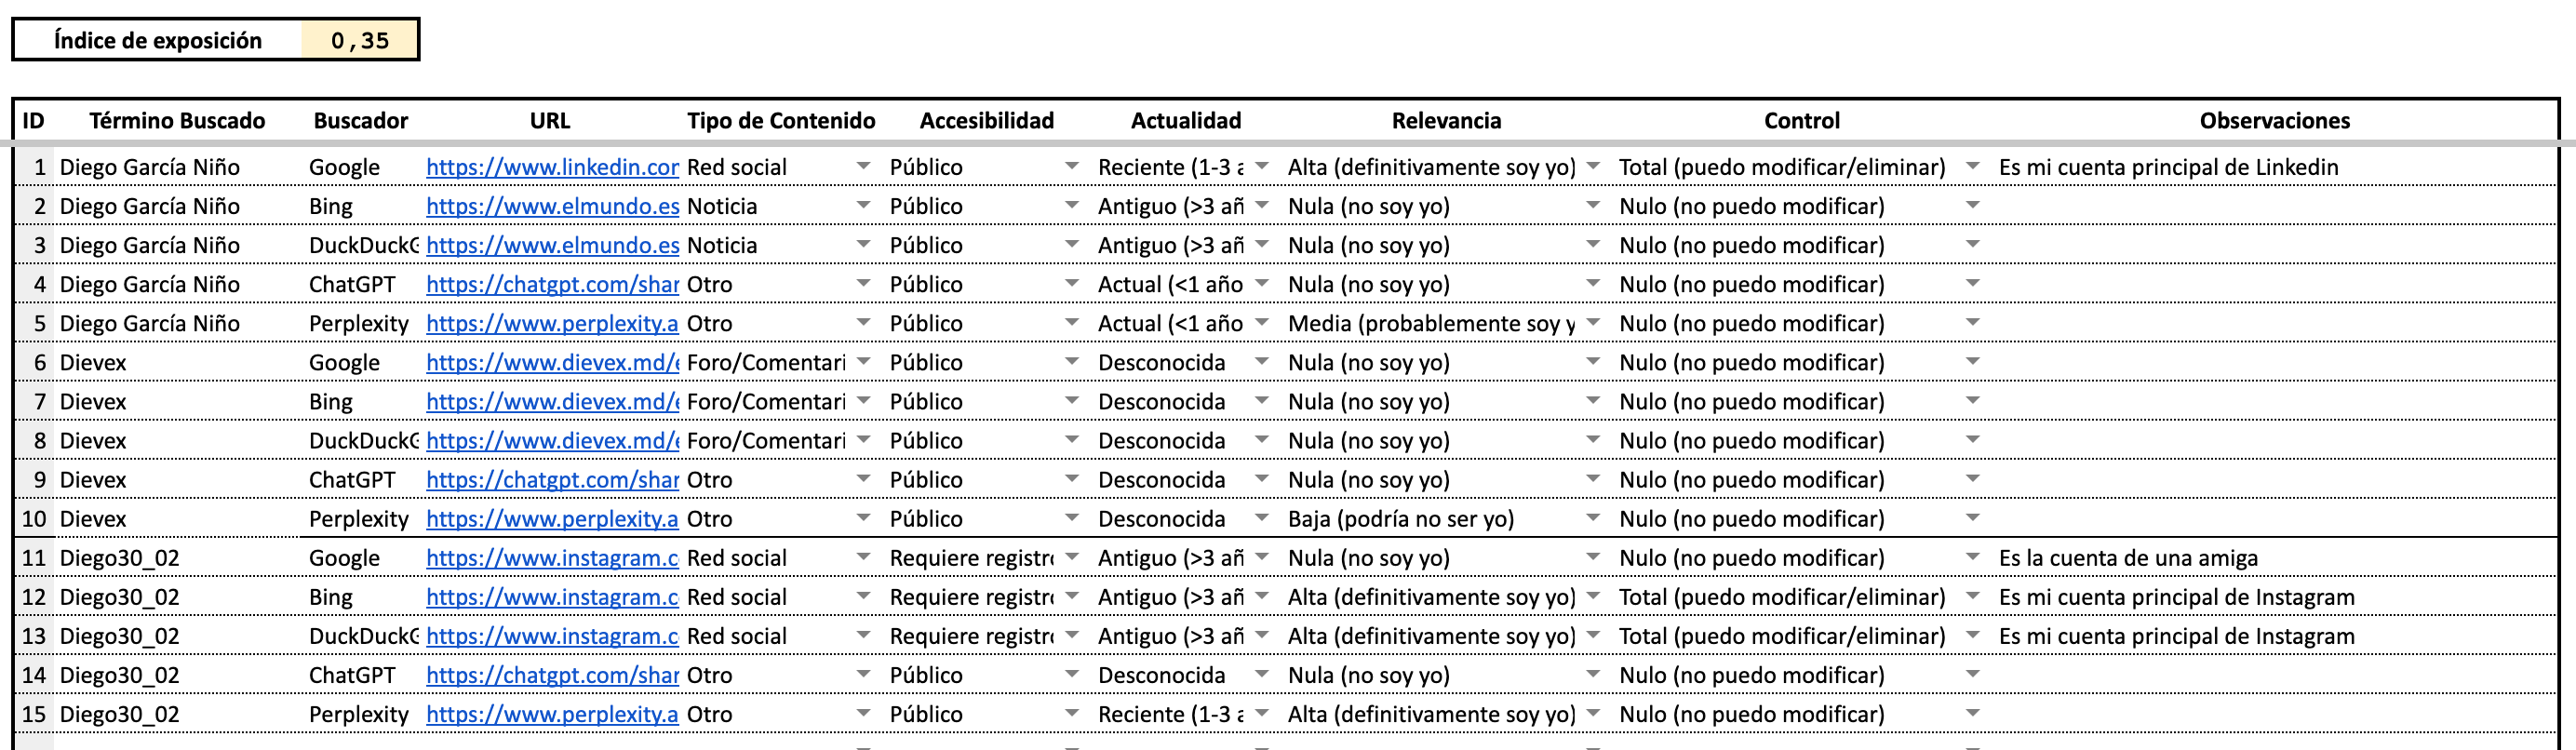 Índice de exposición 0,35
ID Término Buscado Buscador URL Tipo de Contenido Accesibilidad Actualidad Relevancia Control Observaciones
1 Diego García Niño Google https://www.linkedin.con Red social Público Reciente (1-3 a Alta (definitivamente soy yo) Total (puedo modificar/eliminar) Es mi cuenta principal de Linkedin
2 Diego García Niño Bing https://www.elmundo.es Noticia Público Antiguo (>3 añ Nula (no soy yo) Nulo (no puedo modificar)
3 Diego García Niño DuckDuckG https://www.elmundo.es Noticia Público Antiguo (>3 añ Nula (no soy yo) Nulo (no puedo modificar)
4 Diego García Niño ChatGPT https://chatgpt.com/shar Otro Público Actual (<1 año Nula (no soy yo) Nulo (no puedo modificar)
5 Diego García Niño Perplexity https://www.perplexity.a Otro Público Actual (<1 año Media (probablemente soy y Nulo (no puedo modificar)
6 Dievex Google https://www.dievex.md/e Foro/Comentari Público Desconocida Nula (no soy yo) Nulo (no puedo modificar)
7 Dievex Bing https://www.dievex.md/e Foro/Comentari Público Desconocida Nula (no soy yo) Nulo (no puedo modificar)
8 Dievex DuckDuckG https://www.dievex.md/e Foro/Comentari Público Desconocida Nula (no soy yo) Nulo (no puedo modificar)
9 Dievex ChatGPT https://chatgpt.com/shar Otro Público Desconocida Nula (no soy yo) Nulo (no puedo modificar)
10 Dievex Perplexity https://www.perplexity.a Otro Público Desconocida Baja (podría no ser yo) Nulo (no puedo modificar)
11 Diego30_02 Google https://www.instagram.c Red social Requiere registro Antiguo (>3 añ Nula (no soy yo) Nulo (no puedo modificar) Es la cuenta de una amiga
12 Diego30_02 Bing https://www.instagram.c Red social Requiere registro Antiguo (>3 añ Alta (definitivamente soy yo) Total (puedo modificar/eliminar) Es mi cuenta principal de Instagram
13 Diego30_02 DuckDuckG https://www.instagram.c Red social Requiere registro Antiguo (>3 añ Alta (definitivamente soy yo) Total (puedo modificar/eliminar) Es mi cuenta principal de Instagram
14 Diego30_02 ChatGPT https://chatgpt.com/shar Otro Público Desconocida Nula (no soy yo) Nulo (no puedo modificar)
15 Diego30_02 Perplexity https://www.perplexity.a Otro Público Reciente (1-3 a Alta (definitivamente soy yo) Nulo (no puedo modificar)